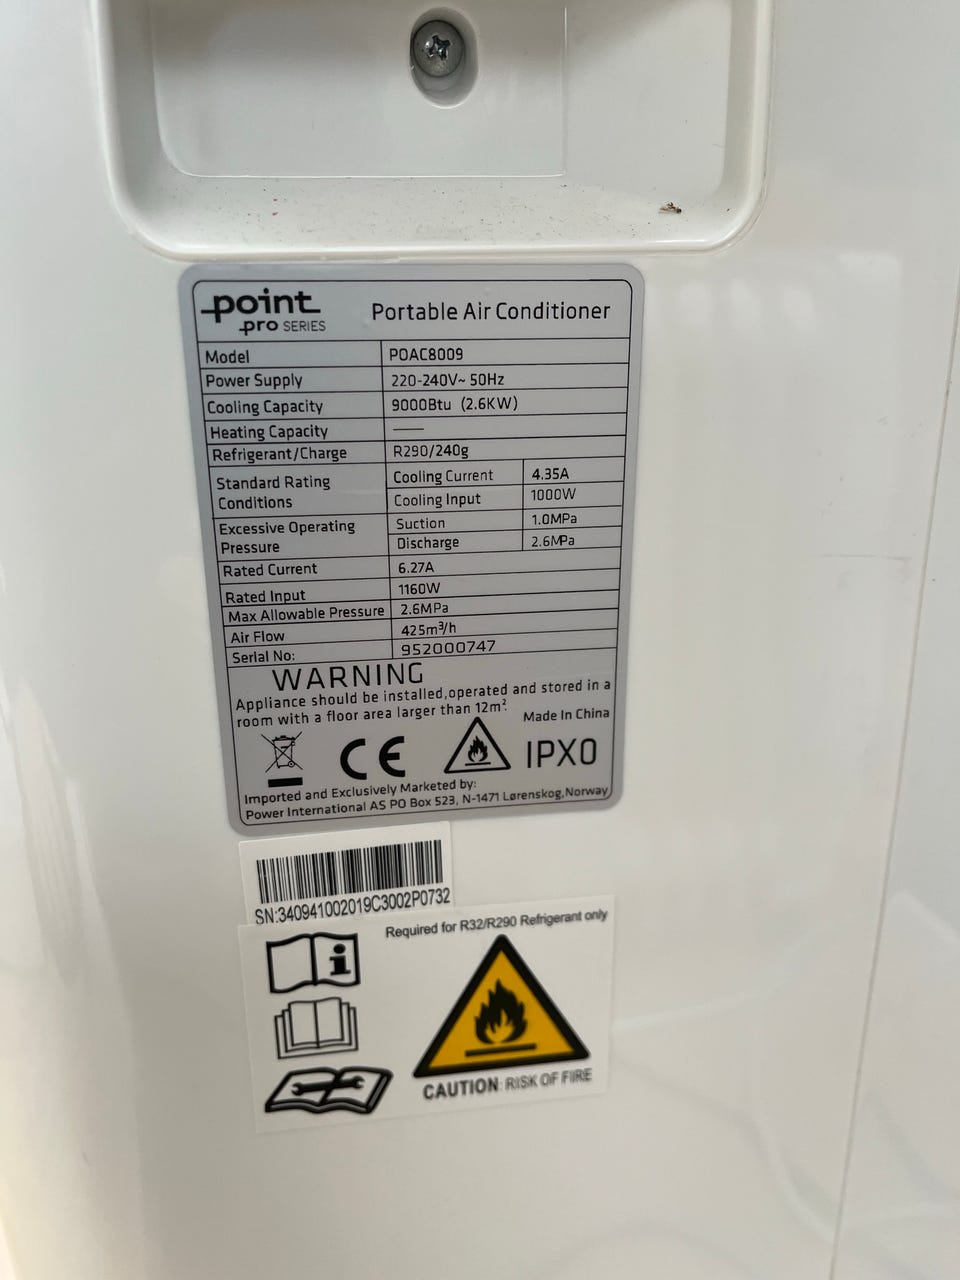 point
pro SERIES
Portable Air Conditioner
Model POAC8009
Power Supply 220-240V~ 50Hz
Cooling Capacity 9000Btu (2.6KW)
Heating Capacity ——
Refrigerant/Charge R290/240g
Standard Rating Conditions Cooling Current 4.35A
Cooling Input 1000W
Excessive Operating Pressure Suction 1.0MPa
Discharge 2.6MPa
Rated Current 6.27A
Rated Input 1160W
Max Allowable Pressure 2.6MPa
Air Flow 425m³/h
Serial No: 952000747
WARNING
Appliance should be installed,operated and stored in a
room with a floor area larger than 12m².
Made In China
CE IPX0
Imported and Exclusively Marketed by:
Power International AS PO Box 523, N-1471 Lørenskog,Norway
SN:340941002019C3002P0732
Required for R32/R290 Refrigerant only
CAUTION: RISK OF FIRE